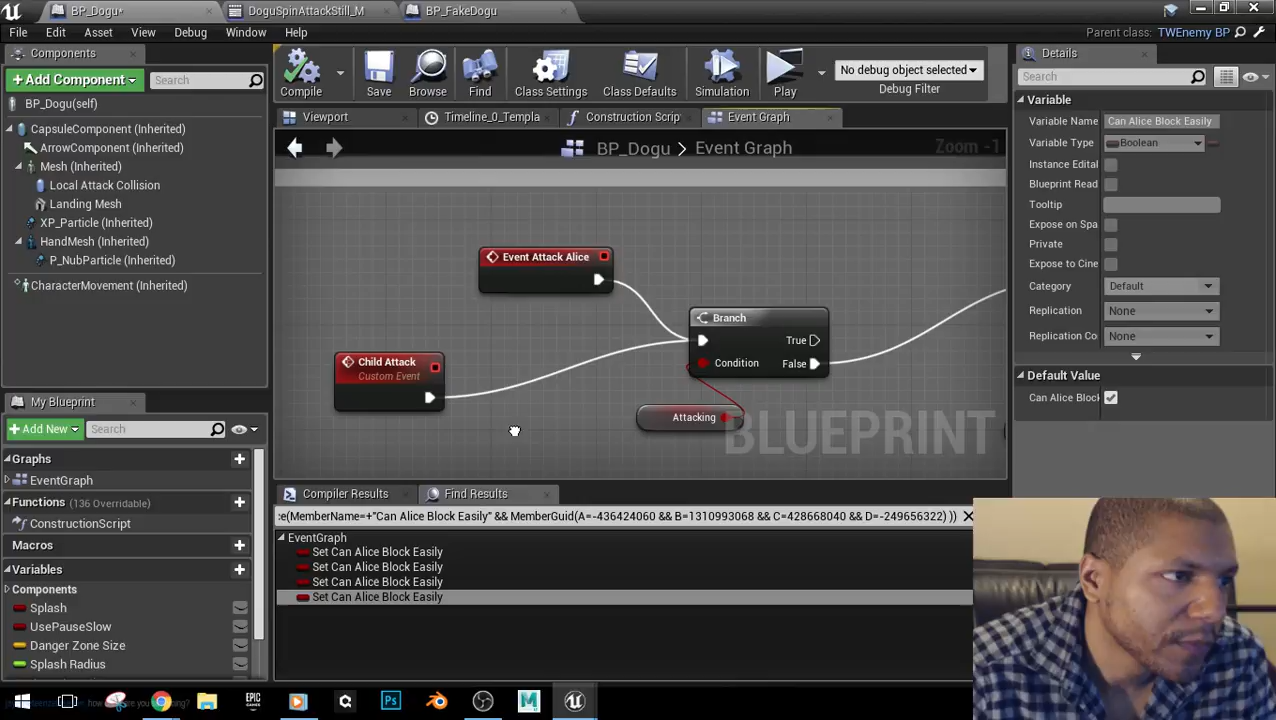 BP_Dogu*
DoguSpinAttackStill_M
BP_FakeDogu
File
Edit
Asset
View
Debug
Window
Help
Parent class: TWEnemy BP
Components
+Add Component
Search
BP_Dogu(self)
CapsuleComponent (Inherited)
ArrowComponent (Inherited)
Mesh (Inherited)
Local Attack Collision
Landing Mesh
XP_Particle (Inherited)
HandMesh (Inherited)
P_NubParticle (Inherited)
CharacterMovement (Inherited)
My Blueprint
+Add New
Search
Graphs
EventGraph
Functions (136 Overridable)
ConstructionScript
Macros
Variables
Components
Splash
UsePauseSlow
Danger Zone Size
Splash Radius
Compile
Save
Browse
Find
Class Settings
Class Defaults
Simulation
Play
No debug object selected
Debug Filter
Viewport
Timeline_0_Templa
Construction Scrip
Event Graph
BP_Dogu > Event Graph
Zoom -1
Event Attack Alice
Branch
True
Condition
False
Child Attack
Custom Event
Attacking
BLUEPRINT
Compiler Results
Find Results
:e(MemberName=+"Can Alice Block Easily" && MemberGuid(A=-436424060 && B=1310993068 && C=428668040 && D=-249656322) ))
EventGraph
Set Can Alice Block Easily
Set Can Alice Block Easily
Set Can Alice Block Easily
Set Can Alice Block Easily
Details
Search
Variable
Variable Name
Can Alice Block Easily
Variable Type
Boolean
Instance Edital
Blueprint Read
Tooltip
Expose on Spa
Private
Expose to Cine
Category
Default
Replication
None
Replication Co
None
Default Value
Can Alice Block
EPIC GAMES
Ps
M